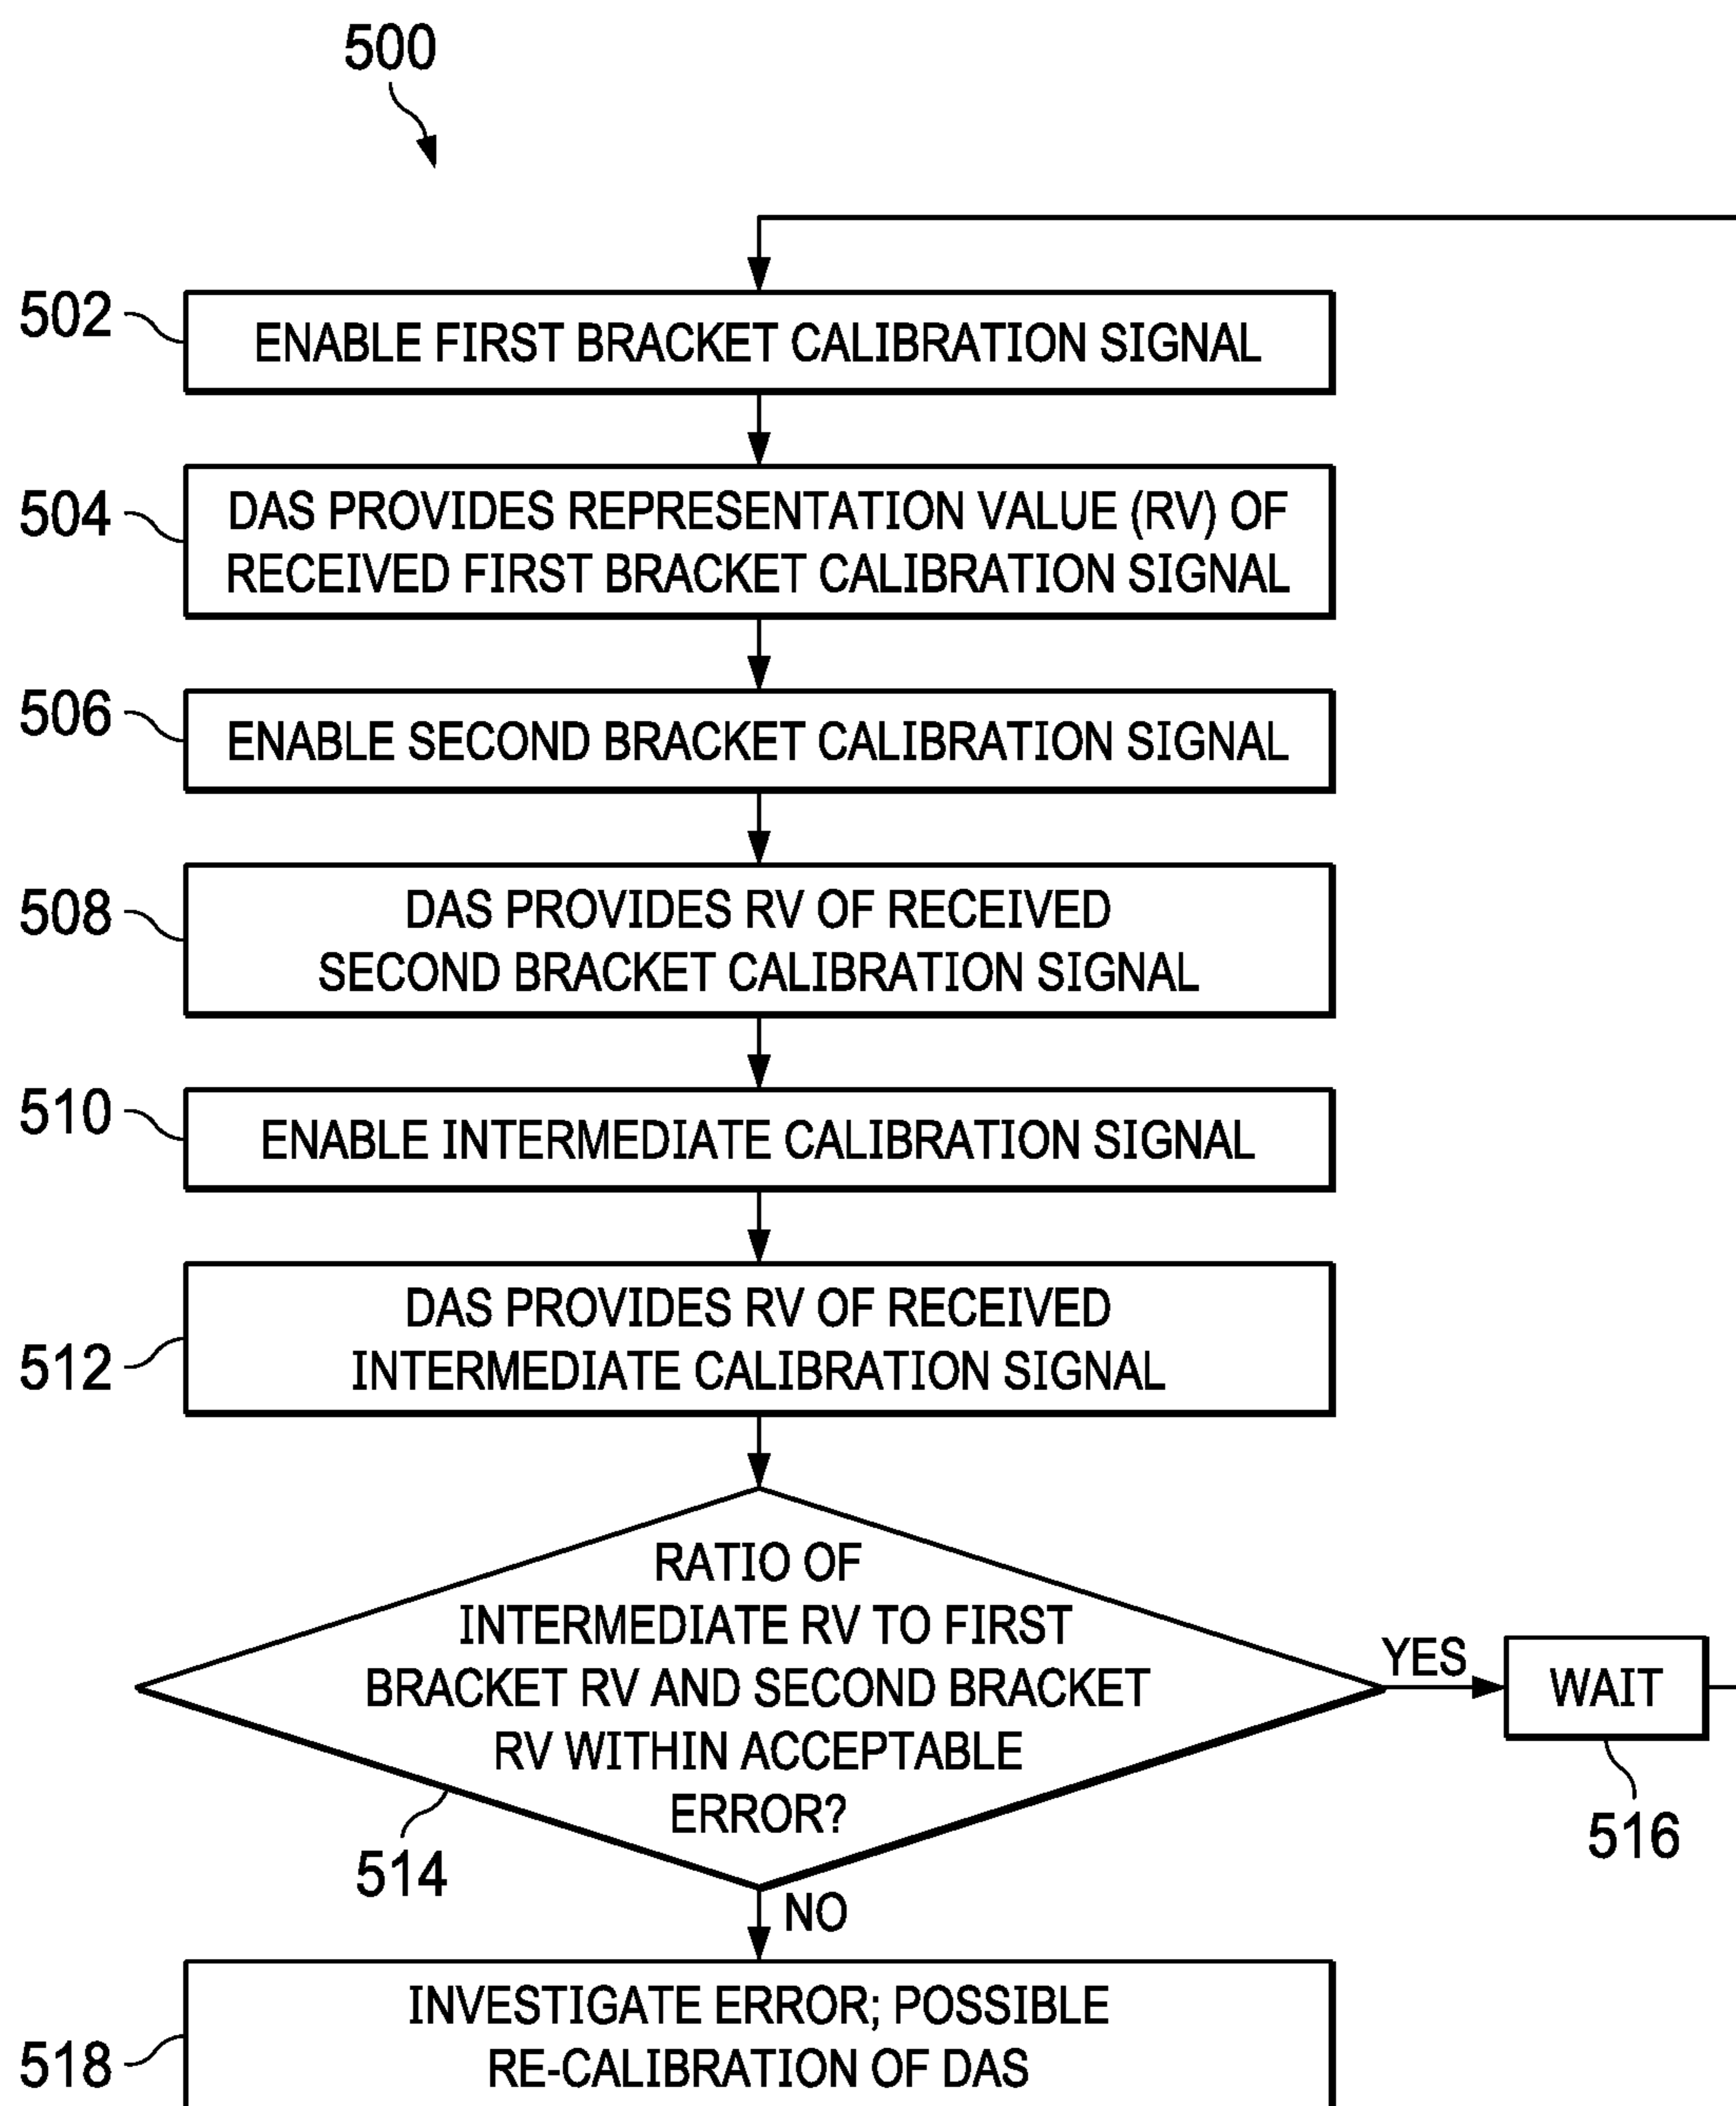 500
502
ENABLE FIRST BRACKET CALIBRATION SIGNAL
504
DAS PROVIDES REPRESENTATION VALUE (RV) OF
RECEIVED FIRST BRACKET CALIBRATION SIGNAL
506
ENABLE SECOND BRACKET CALIBRATION SIGNAL
508
DAS PROVIDES RV OF RECEIVED
SECOND BRACKET CALIBRATION SIGNAL
510
ENABLE INTERMEDIATE CALIBRATION SIGNAL
512
DAS PROVIDES RV OF RECEIVED
INTERMEDIATE CALIBRATION SIGNAL
RATIO OF
INTERMEDIATE RV TO FIRST
BRACKET RV AND SECOND BRACKET
RV WITHIN ACCEPTABLE
ERROR?
514
YES
WAIT
516
NO
518
INVESTIGATE ERROR; POSSIBLE
RE-CALIBRATION OF DAS